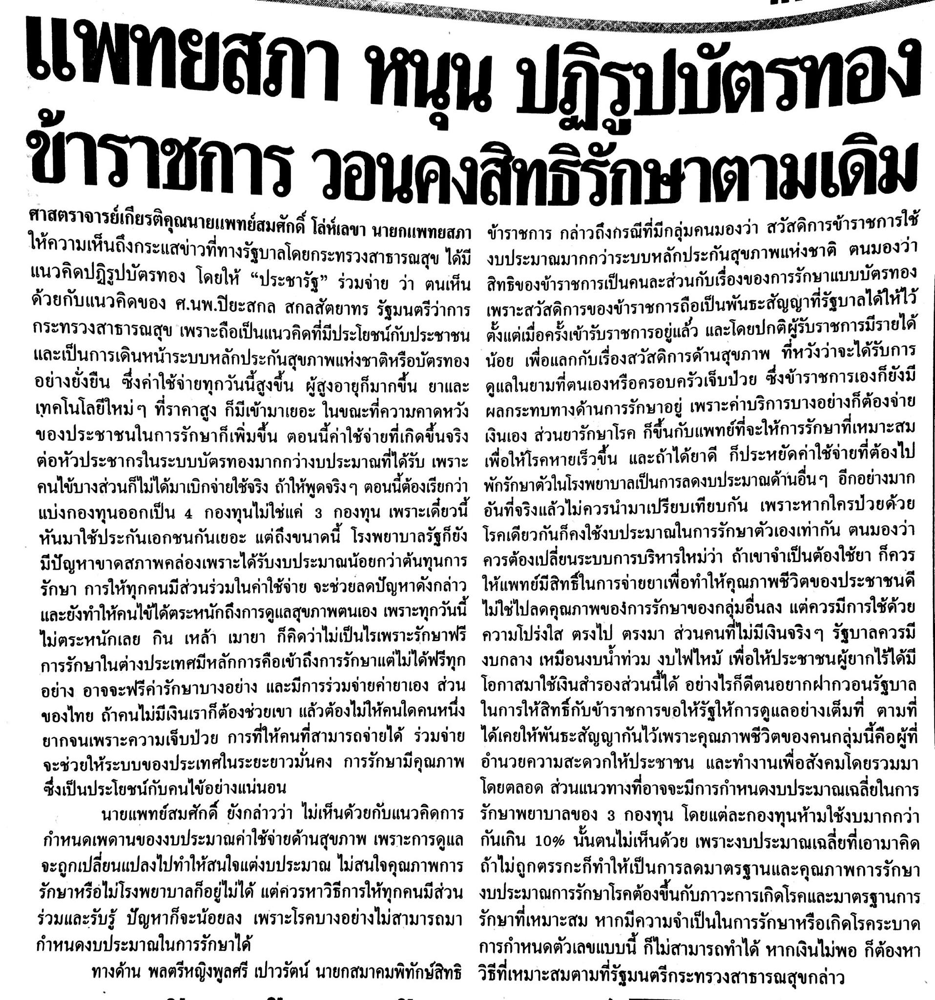 แพทยสภา หนุน ปฏิรูปบัตรทอง
ข้าราชการ วอนคงสิทธิรักษาตามเดิม
ศาสตราจารย์เกียรติคุณนายแพทย์สมศักดิ์ โล่ห์เลขา นายกแพทยสภา
ให้ความเห็นถึงกระแสข่าวที่ทางรัฐบาลโดยกระทรวงสาธารณสุข ได้มี
แนวคิดปฏิรูปบัตรทอง โดยให้ “ประชารัฐ” ร่วมจ่าย ว่า ตนเห็น
ด้วยกับแนวคิดของ ศ.นพ.ปิยะสกล สกลสัตยาทร รัฐมนตรีว่าการ
กระทรวงสาธารณสุข เพราะถือเป็นแนวคิดที่มีประโยชน์กับประชาชน
และเป็นการเดินหน้าระบบหลักประกันสุขภาพแห่งชาติหรือบัตรทอง
อย่างยั่งยืน ซึ่งค่าใช้จ่ายทุกวันนี้สูงขึ้น ผู้สูงอายุก็มากขึ้น ยาและ
เทคโนโลยีใหม่ๆ ที่ราคาสูง ก็มีเข้ามาเยอะ ในขณะที่ความคาดหวัง
ของประชาชนในการรักษาก็เพิ่มขึ้น ตอนนี้ค่าใช้จ่ายที่เกิดขึ้นจริง
ต่อหัวประชากรในระบบบัตรทองมากกว่างบประมาณที่ได้รับ เพราะ
คนไข้บางส่วนก็ไม่ได้มาเบิกจ่ายใช้จริง ถ้าให้พูดจริงๆ ตอนนี้ต้องเรียกว่า
แบ่งกองทุนออกเป็น 4 กองทุนไม่ใช่แค่ 3 กองทุน เพราะเดี๋ยวนี้
หันมาใช้ประกันเอกชนกันเยอะ แต่ถึงขนาดนี้ โรงพยาบาลรัฐก็ยัง
มีปัญหาขาดสภาพคล่องเพราะได้รับงบประมาณน้อยกว่าต้นทุนการ
รักษา การให้ทุกคนมีส่วนร่วมในค่าใช้จ่าย จะช่วยลดปัญหาดังกล่าว
และยังทำให้คนไข้ได้ตระหนักถึงการดูแลสุขภาพตนเอง เพราะทุกวันนี้
ไม่ตระหนักเลย กิน เหล้า เมายา ก็คิดว่าไม่เป็นไรเพราะรักษาฟรี
การรักษาในต่างประเทศมีหลักการคือเข้าถึงการรักษาแต่ไม่ได้ฟรีทุก
อย่าง อาจจะฟรีค่ารักษาบางอย่าง และมีการร่วมจ่ายค่ายาเอง ส่วน
ของไทย ถ้าคนไม่มีเงินเราก็ต้องช่วยเขา แล้วต้องไม่ให้คนใดคนหนึ่ง
ยากจนเพราะความเจ็บป่วย การที่ให้คนที่สามารถจ่ายได้ ร่วมจ่าย
จะช่วยให้ระบบของประเทศในระยะยาวมั่นคง การรักษามีคุณภาพ
ซึ่งเป็นประโยชน์กับคนไข้อย่างแน่นอน
นายแพทย์สมศักดิ์ ยังกล่าวว่า ไม่เห็นด้วยกับแนวคิดการ
กำหนดเพดานของงบประมาณค่าใช้จ่ายด้านสุขภาพ เพราะการดูแล
จะถูกเปลี่ยนแปลงไปทำให้สนใจแต่งบประมาณ ไม่สนใจคุณภาพการ
รักษาหรือไม่โรงพยาบาลก็อยู่ไม่ได้ แต่ควรหาวิธีการให้ทุกคนมีส่วน
ร่วมและรับรู้ ปัญหาก็จะน้อยลง เพราะโรคบางอย่างไม่สามารถมา
กำหนดงบประมาณในการรักษาได้
ทางด้าน พลตรีหญิงพูลศรี เปาวรัตน์ นายกสมาคมพิทักษ์สิทธิ
ข้าราชการ กล่าวถึงกรณีที่มีกลุ่มคนมองว่า สวัสดิการข้าราชการใช้
งบประมาณมากกว่าระบบหลักประกันสุขภาพแห่งชาติ ตนมองว่า
สิทธิของข้าราชการเป็นคนละส่วนกับเรื่องของการรักษาแบบบัตรทอง
เพราะสวัสดิการของข้าราชการถือเป็นพันธะสัญญาที่รัฐบาลได้ให้ไว้
ตั้งแต่เมื่อครั้งเข้ารับราชการอยู่แล้ว และโดยปกติผู้รับราชการมีรายได้
น้อย เพื่อแลกกับเรื่องสวัสดิการด้านสุขภาพ ที่หวังว่าจะได้รับการ
ดูแลในยามที่ตนเองหรือครอบครัวเจ็บป่วย ซึ่งข้าราชการเองก็ยังมี
ผลกระทบทางด้านการรักษาอยู่ เพราะค่าบริการบางอย่างก็ต้องจ่าย
เงินเอง ส่วนยารักษาโรค ก็ขึ้นกับแพทย์ที่จะให้การรักษาที่เหมาะสม
เพื่อให้โรคหายเร็วขึ้น และถ้าได้ยาดี ก็ประหยัดค่าใช้จ่ายที่ต้องไป
พักรักษาตัวในโรงพยาบาลเป็นการลดงบประมาณด้านอื่นๆ อีกอย่างมาก
อันที่จริงแล้วไม่ควรนำมาเปรียบเทียบกัน เพราะหากใครป่วยด้วย
โรคเดียวกันก็คงใช้งบประมาณในการรักษาตัวเองเท่ากัน ตนมองว่า
ควรต้องเปลี่ยนระบบการบริหารใหม่ว่า ถ้าเขาจำเป็นต้องใช้ยา ก็ควร
ให้แพทย์มีสิทธิ์ในการจ่ายยาเพื่อทำให้คุณภาพชีวิตของประชาชนดี
ไม่ใช่ไปลดคุณภาพของการรักษาของกลุ่มอื่นลง แต่ควรมีการใช้ด้วย
ความโปร่งใส ตรงไป ตรงมา ส่วนคนที่ไม่มีเงินจริงๆ รัฐบาลควรมี
งบกลาง เหมือนงบน้ำท่วม งบไฟไหม้ เพื่อให้ประชาชนผู้ยากไร้ได้มี
โอกาสมาใช้เงินสำรองส่วนนี้ได้ อย่างไรก็ดีตนอยากฝากวอนรัฐบาล
ในการให้สิทธิ์กับข้าราชการขอให้รัฐให้การดูแลอย่างเต็มที่ ตามที่
ได้เคยให้พันธะสัญญากันไว้เพราะคุณภาพชีวิตของคนกลุ่มนี้คือผู้ที่
อำนวยความสะดวกให้ประชาชน และทำงานเพื่อสังคมโดยรวมมา
โดยตลอด ส่วนแนวทางที่อาจจะมีการกำหนดงบประมาณเฉลี่ยในการ
รักษาพยาบาลของ 3 กองทุน โดยแต่ละกองทุนห้ามใช้งบมากกว่า
กันเกิน 10% นั้นตนไม่เห็นด้วย เพราะงบประมาณเฉลี่ยที่เอามาคิด
ถ้าไม่ถูกตรรกะก็ทำให้เป็นการลดมาตรฐานและคุณภาพการรักษา
งบประมาณการรักษาโรคต้องขึ้นกับภาวะการเกิดโรคและมาตรฐานการ
รักษาที่เหมาะสม หากมีความจำเป็นในการรักษาหรือเกิดโรคระบาด
การกำหนดตัวเลขแบบนี้ ก็ไม่สามารถทำได้ หากเงินไม่พอ ก็ต้องหา
วิธีที่เหมาะสมตามที่รัฐมนตรีกระทรวงสาธารณสุขกล่าว